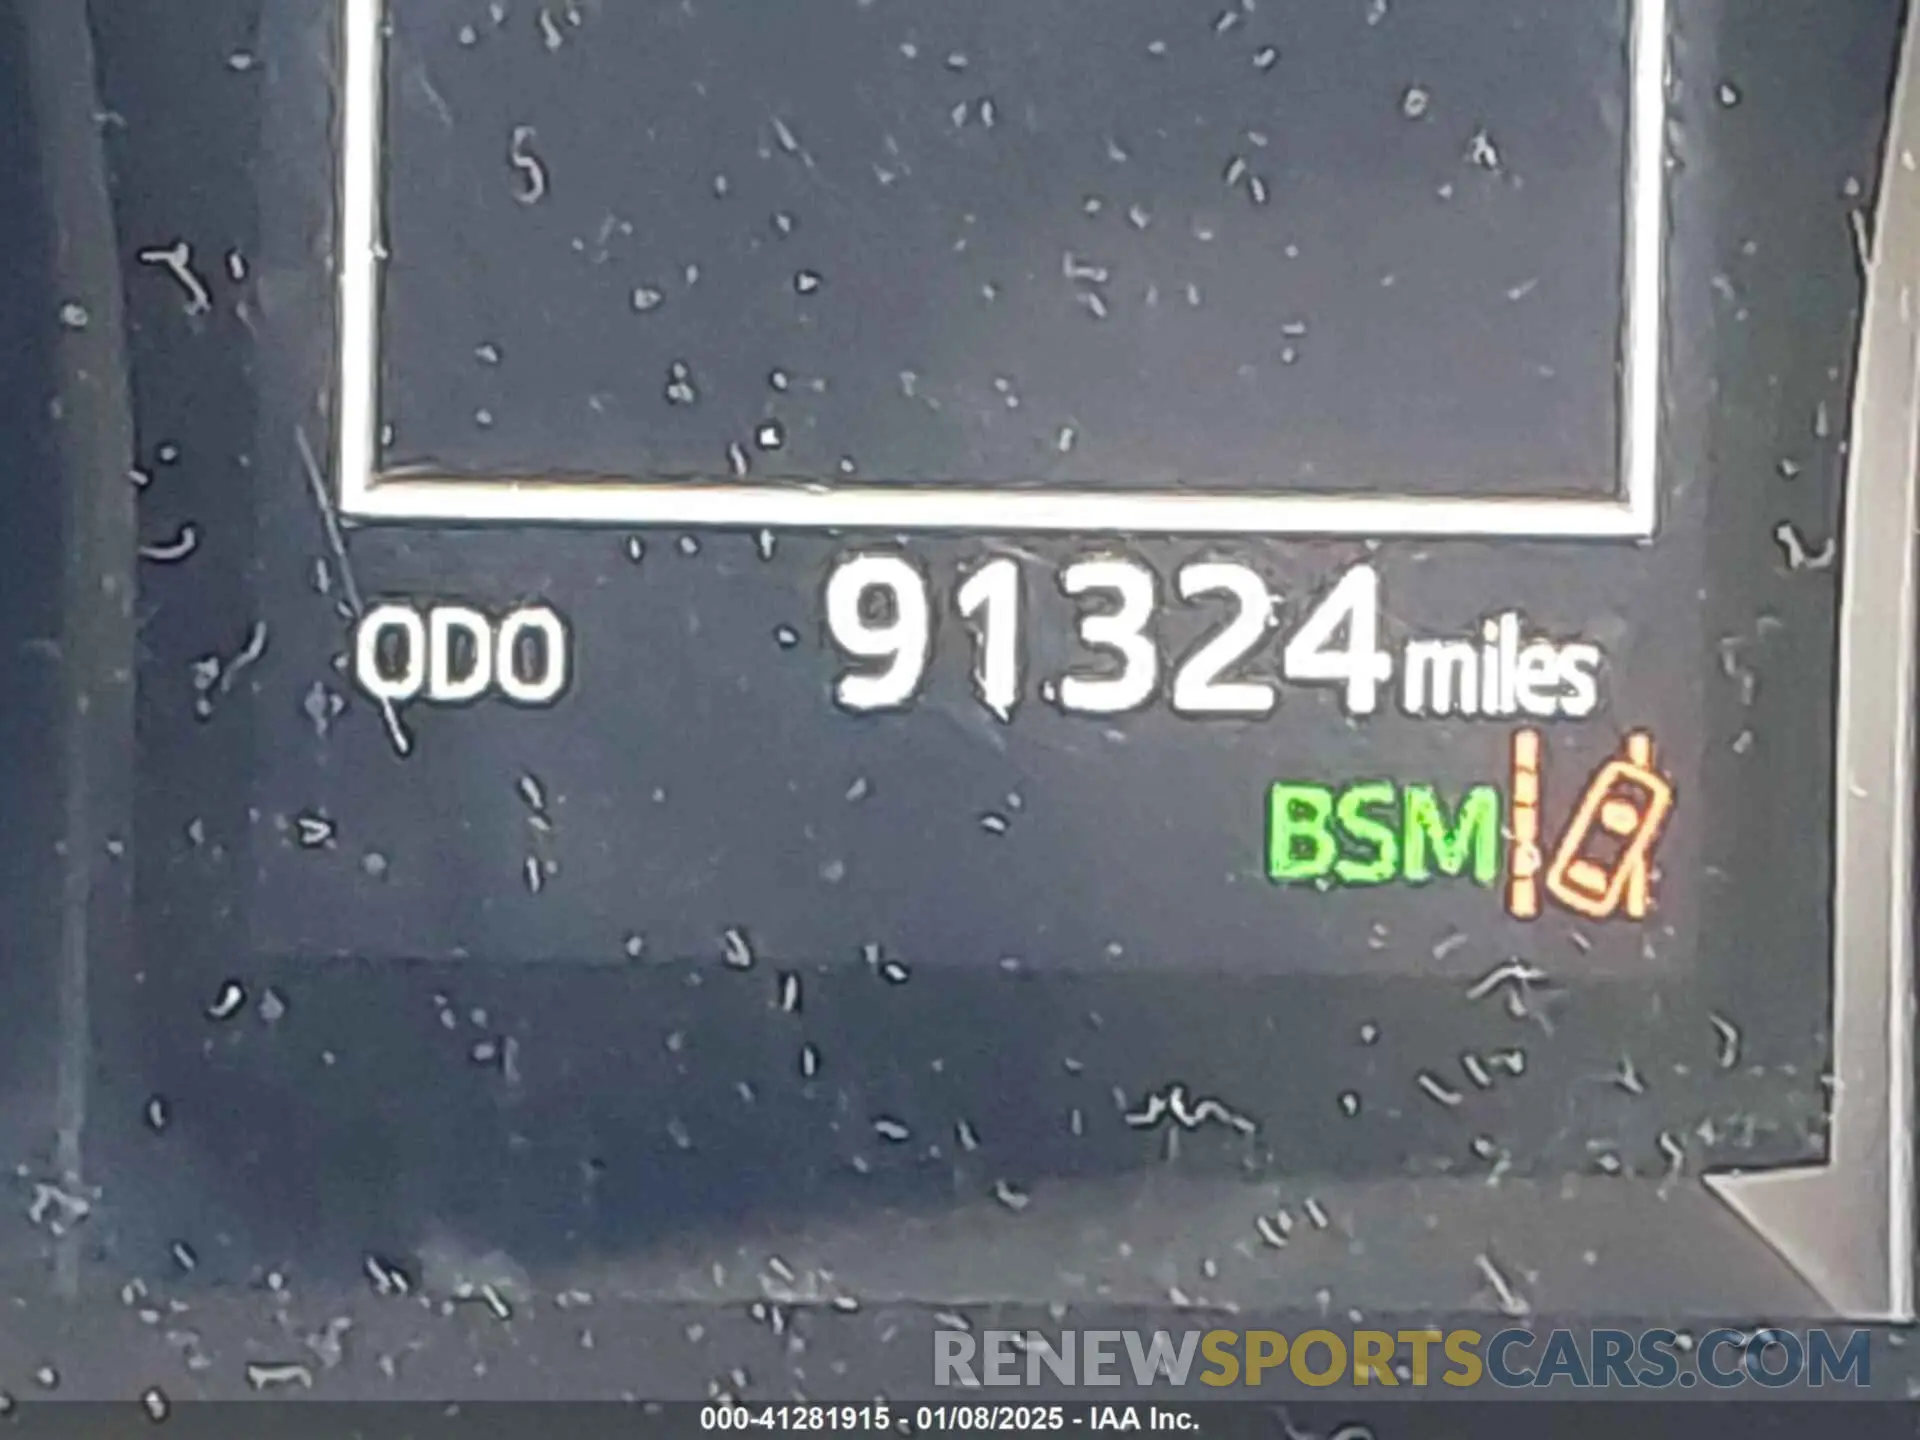 ODO 91324 miles
BSM
RENEWSPORTSCARS.COM
000-41281915 - 01/08/2025 - IAA Inc.